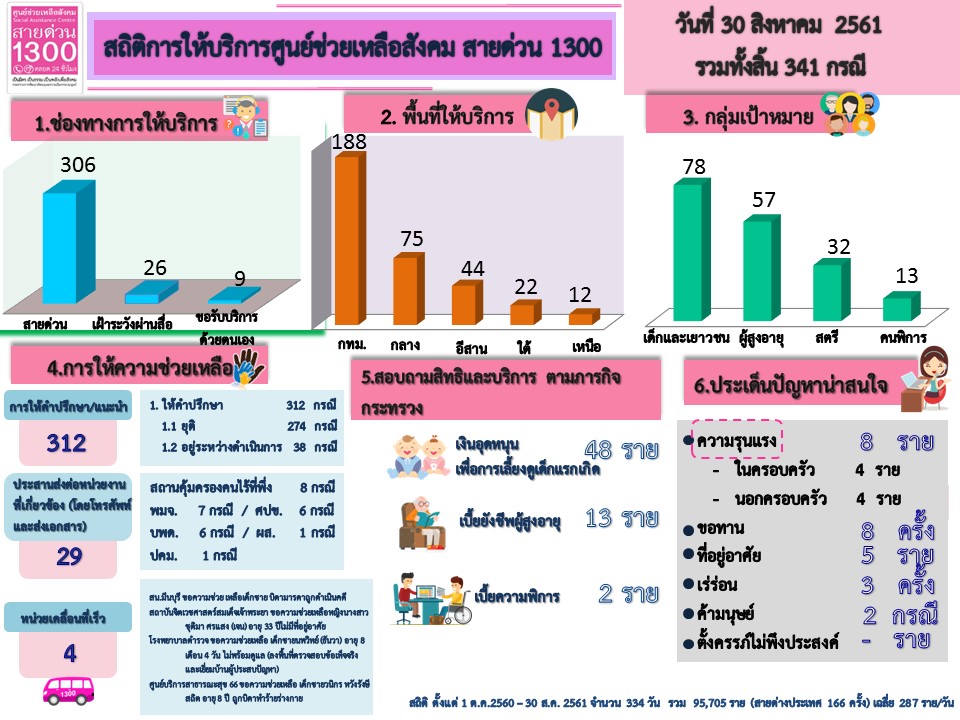 ศูนย์ช่วยเหลือสังคม
Social Assistance Centre
สายด่วน
1300
ตลอด 24 ชั่วโมง
สถิติการให้บริการศูนย์ช่วยเหลือสังคม สายด่วน 1300
วันที่ 30 สิงหาคม 2561
รวมทั้งสิ้น 341 กรณี
1.ช่องทางการให้บริการ
306
26
9
สายด่วน
เฝ้าระวังผ่านสื่อ
ขอรับบริการ
ด้วยตนเอง
2. พื้นที่ให้บริการ
188
75
44
22
12
กทม.
กลาง
อีสาน
ใต้
เหนือ
3. กลุ่มเป้าหมาย
78
57
32
13
เด็กและเยาวชน
ผู้สูงอายุ
สตรี
คนพิการ
4.การให้ความช่วยเหลือ
การให้คำปรึกษา/แนะนำ
312
1. ให้คำปรึกษา 312 กรณี
1.1 ยุติ 274 กรณี
1.2 อยู่ระหว่างดำเนินการ 38 กรณี
ประสานส่งต่อหน่วยงาน
ที่เกี่ยวข้อง (โดยโทรศัพท์
และส่งเอกสาร)
29
สถานคุ้มครองคนไร้ที่พึ่ง 8 กรณี
พมจ. 7 กรณี / ศปข. 6 กรณี
บพด. 6 กรณี / ผส. 1 กรณี
ปคม. 1 กรณี
หน่วยเคลื่อนที่เร็ว
4
1300
สน.มีนบุรี ขอความช่วย เหลือเด็กชาย บิดามารดาถูกดำเนินคดี
สถาบันจิตเวชศาสตร์สมเด็จเจ้าพระยา ขอความช่วยเหลือหญิงนางสาว
ชุติมา ศรแสง (เจน) อายุ 33 ปีไม่มีที่อยู่อาศัย
โรงพยาบาลตำรวจ ขอความช่วยเหลือ เด็กชายนพวิทย์ (ธันวา) อายุ 8
เดือน 4 วัน ไม่พร้อมดูแล (ลงพื้นที่ตรวจสอบข้อเท็จจริง
และเยี่ยมบ้านผู้ประสบปัญหา)
ศูนย์บริการสาธารณะสุข 66 ขอความช่วยเหลือ เด็กชายวนิกร หวังรังษี
สถิต อายุ 8 ปี ถูกบิดาทำร้ายร่างกาย
5.สอบถามสิทธิและบริการ ตามภารกิจ
กระทรวง
เงินอุดหนุน
เพื่อการเลี้ยงดูเด็กแรกเกิด
48 ราย
เบี้ยยังชีพผู้สูงอายุ 13 ราย
เบี้ยความพิการ 2 ราย
6.ประเด็นปัญหาน่าสนใจ
ความรุนแรง 8 ราย
- ในครอบครัว 4 ราย
- นอกครอบครัว 4 ราย
ขอทาน 8 ครั้ง
ที่อยู่อาศัย 5 ราย
เร่ร่อน 3 ครั้ง
ค้ามนุษย์ 2 กรณี
ตั้งครรภ์ไม่พึงประสงค์ - ราย
สถิติ ตั้งแต่ 1 ต.ค.2560 – 30 ส.ค. 2561 จำนวน 334 วัน รวม 95,705 ราย (สายต่างประเทศ 166 ครั้ง) เฉลี่ย 287 ราย/วัน